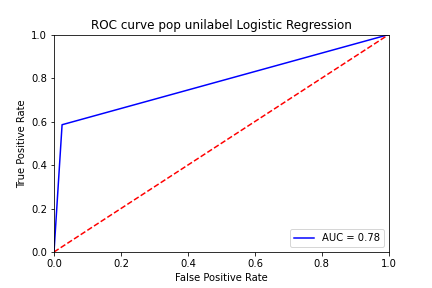 ROC curve pop unilabel Logistic Regression
True Positive Rate
1.0
0.8
0.6
0.4
0.2
0.0
AUC = 0.78
0.0 0.2 0.4 0.6 0.8 1.0
False Positive Rate